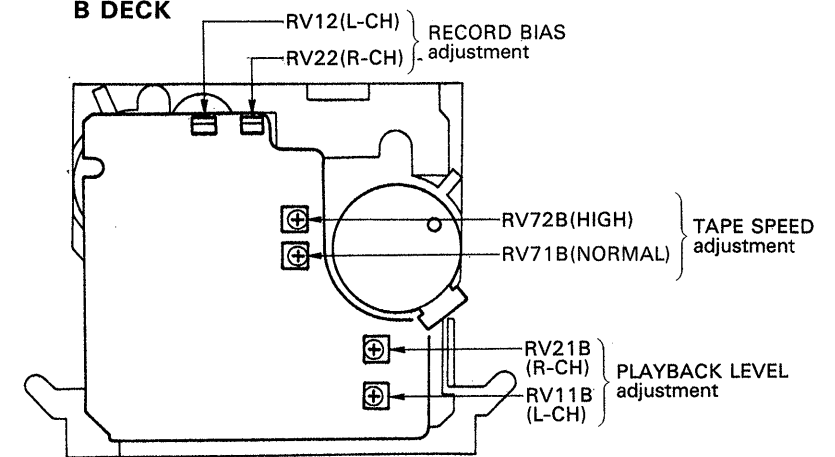 B DECK
RV12(L-CH)
RV22(R-CH)
RECORD BIAS
adjustment
RV72B(HIGH)
RV71B(NORMAL)
TAPE SPEED
adjustment
RV21B
(R-CH)
RV11B
(L-CH)
PLAYBACK LEVEL
adjustment